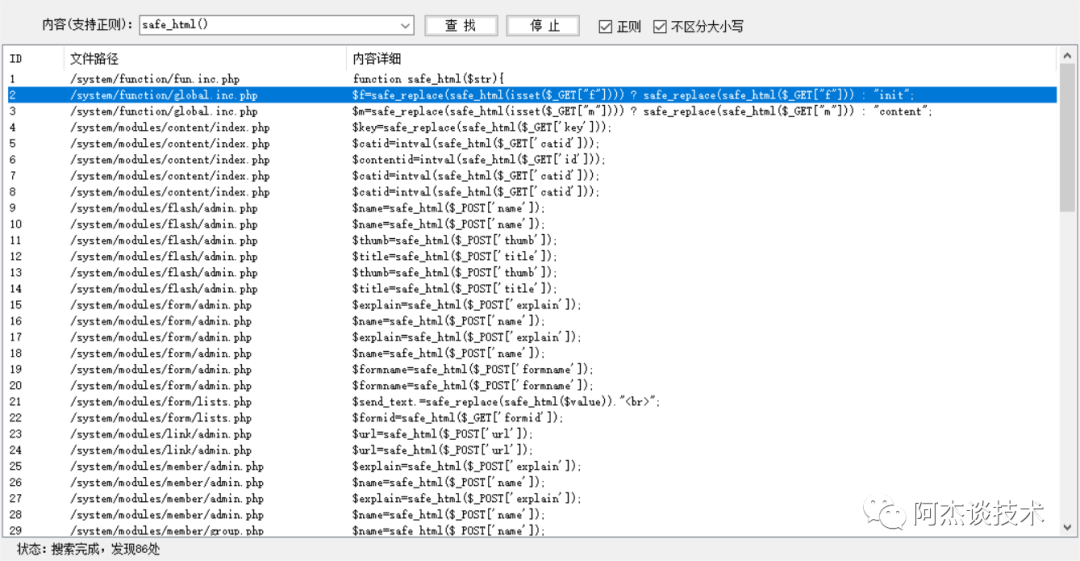 内容(支持正则): safe_html() 查 找 停 止 正则 不区分大小写
ID 文件路径 内容详细
1 /system/function/fun.inc.php function safe_html($str){
2 /system/function/global.inc.php $f=safe_replace(safe_html(isset($_GET["f"]))) ? safe_replace(safe_html($_GET["f"])) : "init";
3 /system/function/global.inc.php $m=safe_replace(safe_html(isset($_GET["m"]))) ? safe_replace(safe_html($_GET["m"])) : "content";
4 /system/modules/content/index.php $key=safe_replace(safe_html($_GET['key']));
5 /system/modules/content/index.php $catid=intval(safe_html($_GET['catid']));
6 /system/modules/content/index.php $contentid=intval(safe_html($_GET['id']));
7 /system/modules/content/index.php $catid=intval(safe_html($_GET['catid']));
8 /system/modules/content/index.php $catid=intval(safe_html($_GET['catid']));
9 /system/modules/flash/admin.php $name=safe_html($_POST['name']);
10 /system/modules/flash/admin.php $name=safe_html($_POST['name']);
11 /system/modules/flash/admin.php $thumb=safe_html($_POST['thumb']);
12 /system/modules/flash/admin.php $title=safe_html($_POST['title']);
13 /system/modules/flash/admin.php $thumb=safe_html($_POST['thumb']);
14 /system/modules/flash/admin.php $title=safe_html($_POST['title']);
15 /system/modules/form/admin.php $explain=safe_html($_POST['explain']);
16 /system/modules/form/admin.php $name=safe_html($_POST['name']);
17 /system/modules/form/admin.php $explain=safe_html($_POST['explain']);
18 /system/modules/form/admin.php $name=safe_html($_POST['name']);
19 /system/modules/form/admin.php $formname=safe_html($_POST['formname']);
20 /system/modules/form/admin.php $formname=safe_html($_POST['formname']);
21 /system/modules/form/lists.php $send_text.=safe_replace(safe_html($value))."<br>";
22 /system/modules/form/lists.php $formid=safe_html($_GET['formid']);
23 /system/modules/link/admin.php $url=safe_html($_POST['url']);
24 /system/modules/link/admin.php $url=safe_html($_POST['url']);
25 /system/modules/member/admin.php $explain=safe_html($_POST['explain']);
26 /system/modules/member/admin.php $name=safe_html($_POST['name']);
27 /system/modules/member/admin.php $explain=safe_html($_POST['explain']);
28 /system/modules/member/admin.php $name=safe_html($_POST['name']);
29 /system/modules/member/group.php $name=safe_html($_POST['name']);
阿杰谈技术
状态：搜索完成，发现86处